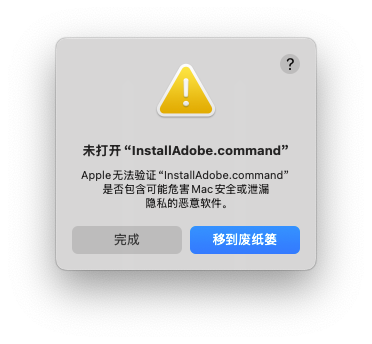 ?
未打开“InstallAdobe.command”
Apple无法验证“InstallAdobe.command”
是否包含可能危害Mac安全或泄漏
隐私的恶意软件。
完成 移到废纸篓